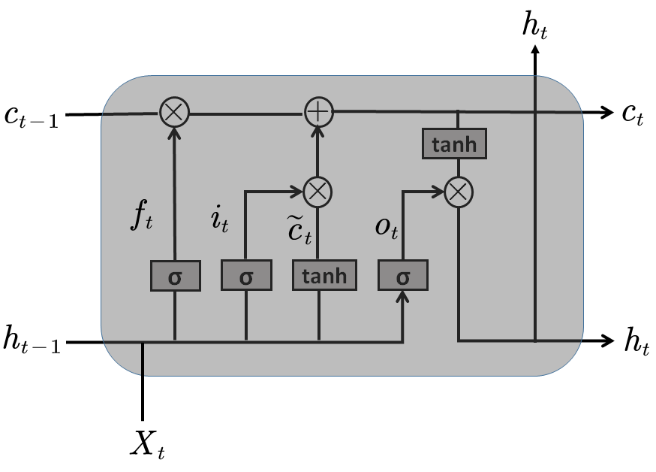 h_t
c_{t-1} × + c_t
tanh
f_t i_t × c̃_t o_t ×
σ σ tanh σ
h_{t-1} h_t
X_t